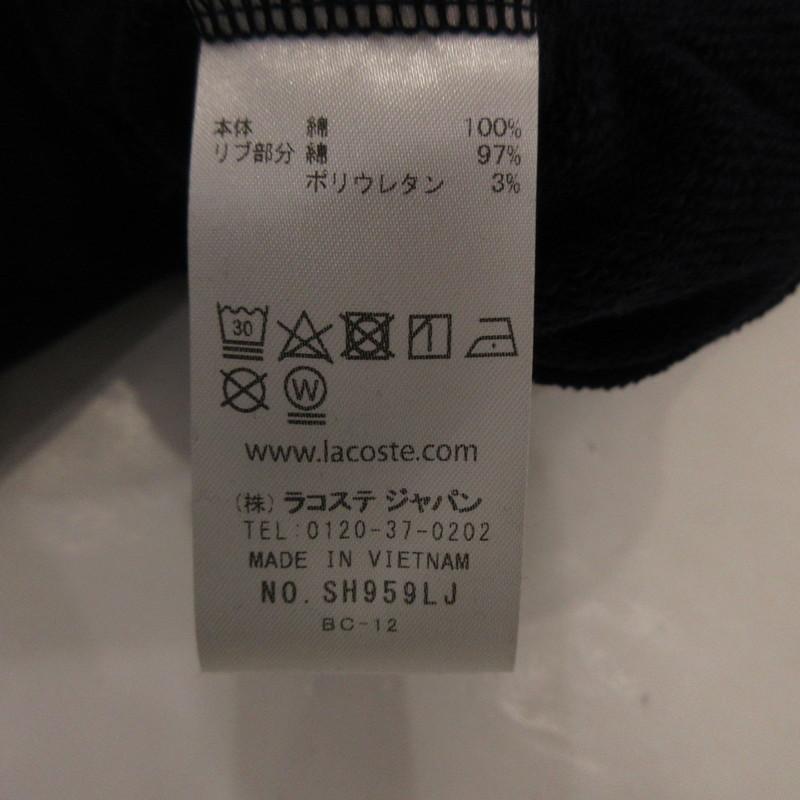 本体 綿 100%
リブ部分 綿 97%
ポリウレタン 3%
30
W
www.lacoste.com
(株) ラコステ ジャパン
TEL:0120-37-0202
MADE IN VIETNAM
NO. SH959LJ
BC-12